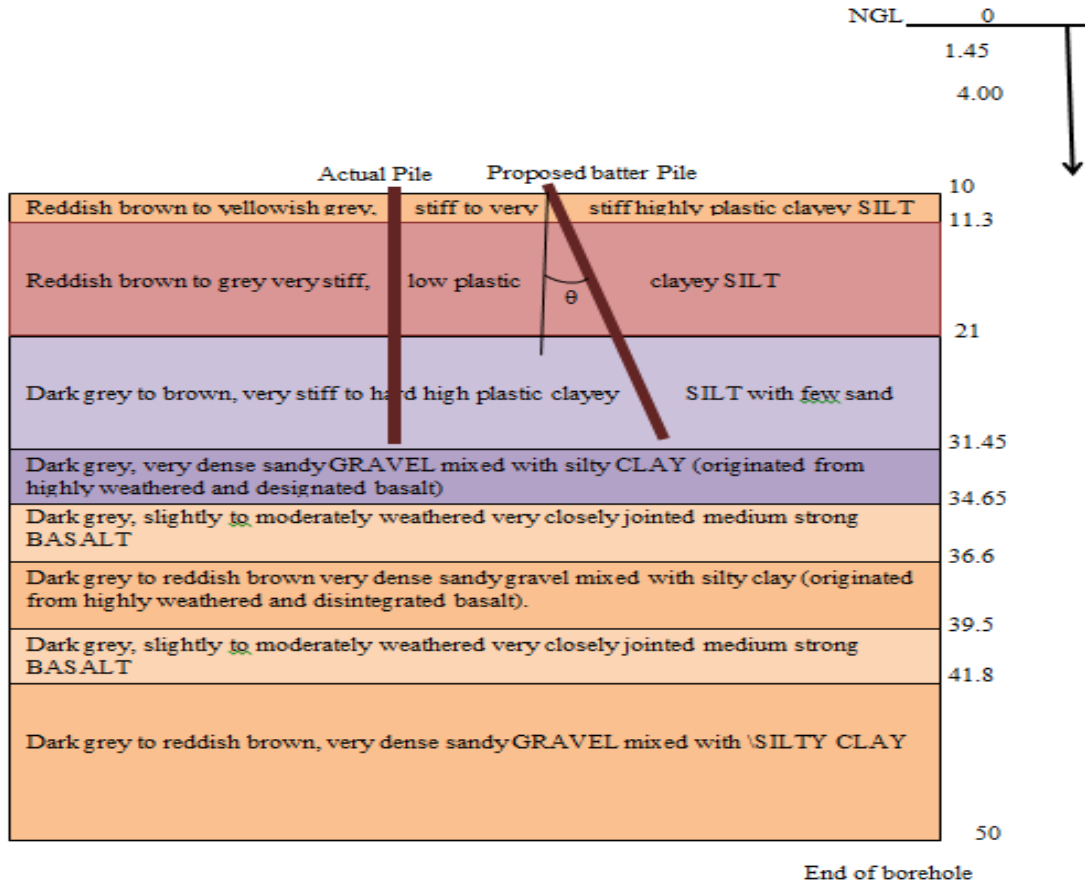 NGL 0
1.45
4.00
Actual Pile
Proposed batter Pile
10
Reddish brown to yellowish grey, stiff to very stiff highly plastic clayey SILT
11.3
Reddish brown to grey very stiff, low plastic clayey SILT
θ
21
Dark grey to brown, very stiff to hard high plastic clayey SILT with few sand
31.45
Dark grey, very dense sandy GRAVEL mixed with silty CLAY (originated from
highly weathered and designated basalt)
34.65
Dark grey, slightly to moderately weathered very closely jointed medium strong
BASALT
36.6
Dark grey to reddish brown very dense sandy gravel mixed with silty clay (originated
from highly weathered and disintegrated basalt).
39.5
Dark grey, slightly to moderately weathered very closely jointed medium strong
BASALT
41.8
Dark grey to reddish brown, very dense sandy GRAVEL mixed with \SILTY CLAY
50
End of borehole